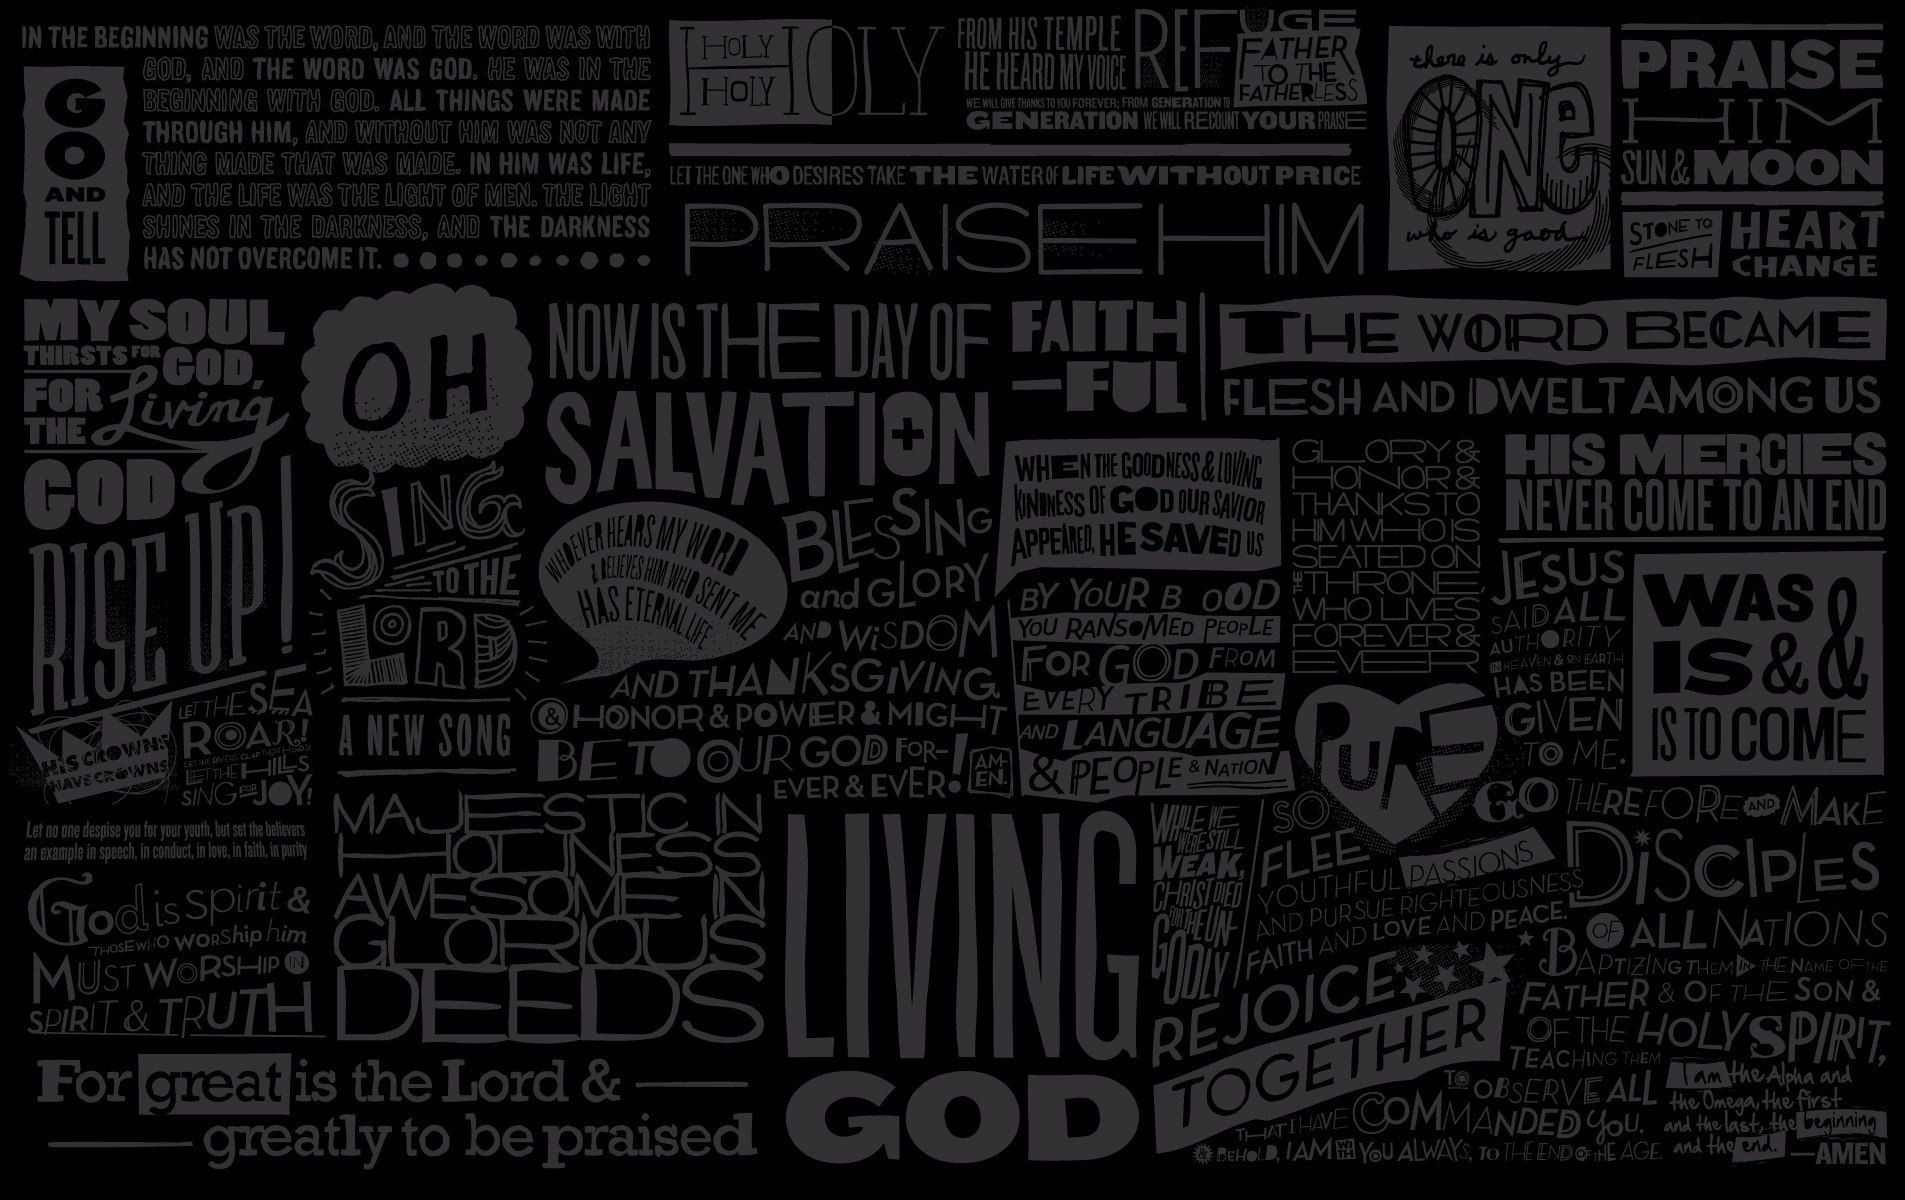 IN THE BEGINNING WAS THE WORD, AND THE WORD WAS WITH
GOD, AND THE WORD WAS GOD. HE WAS IN THE
BEGINNING WITH GOD. ALL THINGS WERE MADE
THROUGH HIM, AND WITHOUT HIM WAS NOT ANY
THING MADE THAT WAS MADE. IN HIM WAS LIFE,
AND THE LIFE WAS THE LIGHT OF MEN. THE LIGHT
SHINES IN THE DARKNESS, AND THE DARKNESS
HAS NOT OVERCOME IT.
GO
AND
TELL
HOLY
HOLY
HOLY
FROM HIS TEMPLE
HE HEARD MY VOICE
REFUGE
FATHER
TO THE
FATHERLESS
WE WILL GIVE THANKS TO YOU FOREVER; FROM GENERATION TO
GENERATION WE WILL RECOUNT YOUR PRAISE
LET THE ONE WHO DESIRES TAKE THE WATER OF LIFE WITHOUT PRICE
PRAISE HIM
there is only
ONE
who is good
PRAISE
HIM
SUN & MOON
STONE TO
FLESH
HEART
CHANGE
MY SOUL
THIRSTS FOR
GOD,
FOR
THE
Living
GOD
RISE UP!
OH
SING
TO THE
LORD
A NEW SONG
NOW IS THE DAY OF
SALVATION
FAITH
—FUL
THE WORD BECAME
FLESH AND DWELT AMONG US
WHOEVER HEARS MY WORD
& BELIEVES HIM WHO SENT ME
HAS ETERNAL LIFE
BLESSING
and GLORY
AND WiSDOM
AND THANKSGiViNG
& HONOR & POWER & MIGHT
BE TO OUR GOD FOR-
EVER & EVER!
AM-
EN.
WHEN THE GOODNESS & LOVING
KINDNESS OF GOD OUR SAVIOR
APPEARED, HE SAVED US
BY YOUR B OOD
YOU RANSOMED PEOPLE
FOR GOD FROM
EVERY TRIBE
AND LANGUAGE
& PEOPLE & NATION
GLORY &
HONOR &
THANKS TO
HIM WHO IS
SEATED ON
THE THRONE,
WHO LIVES
FOREVER &
EVER
HIS MERCIES
NEVER COME TO AN END
JESUS
SAID ALL
AUTHORITY
IN HEAVEN & ON EARTH
HAS BEEN
GIVEN
TO ME.
WAS &
IS &
IS TO COME
HIS CROWNS
HAVE CROWNS
LET THE SEA
ROAR!
LET THE RIVERS CLAP THEIR HANDS!
LET THE HILLS
SING FOR JOY!
Let no one despise you for your youth, but set the believers
an example in speech, in conduct, in love, in faith, in purity
God is spirit &
THOSE WHO WORSHip him
MUST WORSHIP IN
SPIRIT & TRUTH
MAJESTIC IN
HOLINESS
AWESOME IN
GLORIOUS
DEEDS
LIVING
GOD
WHILE WE
WERE STILL
WEAK,
CHRIST DIED
FOR THE UN-
GODLY
PURE
SO
FLEE
YOUTHFUL PASSIONS
AND PURSUE RIGHTEOUSNESS
FAITH AND LOVE AND PEACE.
REJOICE
TOGETHER
GO THEREFORE AND MAKE
DiSCIPLES
OF ALL NATIONS
BAPTIZING THEM IN THE NAME OF THE
FATHER & OF THE SON &
OF THE HOLY SPIRIT,
TEACHING THEM
TO OBSERVE ALL
THAT I HAVE COMMANDED YOU.
& BEHOLD, I AM WITH YOU ALWAYS, TO THE END OF THE AGE.
I am the Alpha and
the Omega, the first
and the last, the beginning
and the end.
—AMEN
For great is the Lord &
greatly to be praised